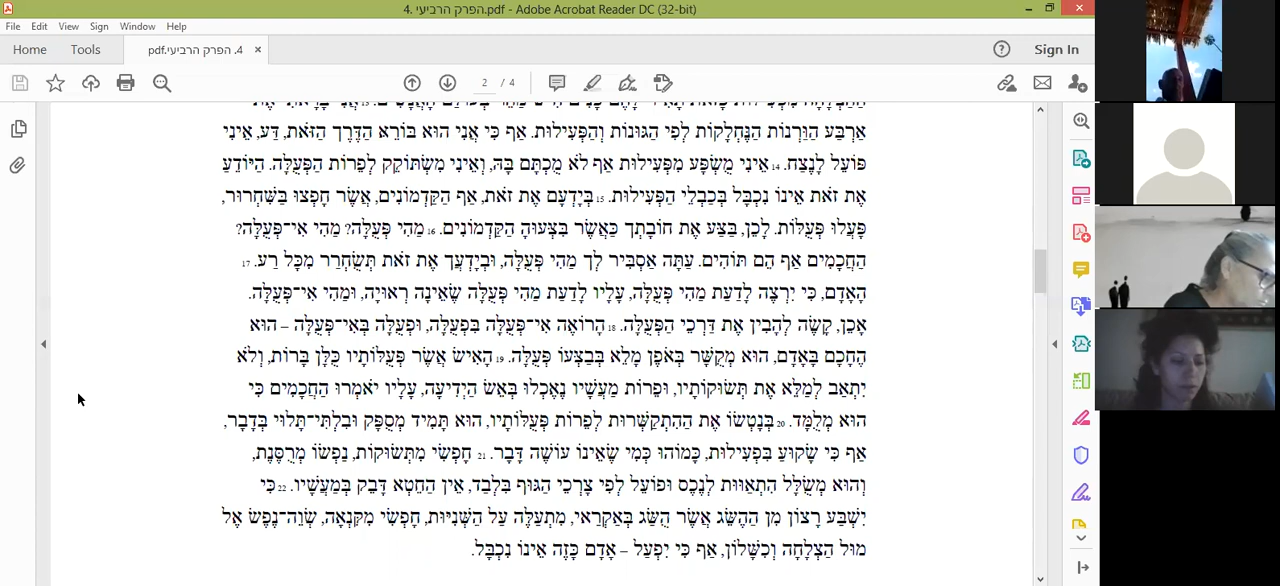 4. הפרק הרביעי.pdf - Adobe Acrobat Reader DC (32-bit)
File Edit View Sign Window Help
Home Tools 4. הפרק הרביעי.pdf × Sign In
2 / 4
אַרְבַּע הַוַּרְנוֹת הַנֶּחְלָקוֹת לְפִי הַגּוּנוֹת וְהַפְּעִילוּת. אַף כִּי אֲנִי הוּא בּוֹרֵא הַדֶּרֶךְ הַזֹּאת, דַּע, אֵינִי
פּוֹעֵל לָנֶצַח. 14 אֵינִי מֻשְׁפָּע מִפְּעִילוּת אַף לֹא מֻכְתָּם בָּהּ, וְאֵינִי מִשְׁתּוֹקֵק לְפֵרוֹת הַפְּעֻלָּה. הַיּוֹדֵעַ
אֶת זֹאת אֵינוֹ נִכְבָּל בְּכַבְלֵי הַפְּעִילוּת. 15 בְּיָדְעָם אֶת זֹאת, אַף הַקַּדְמוֹנִים, אֲשֶׁר חָפְצוּ בַּשִּׁחְרוּר,
פָּעֲלוּ פְּעֻלּוֹת. לָכֵן, בַּצַּע אֶת חוֹבָתְךָ כַּאֲשֶׁר בִּצְּעוּהָ הַקַּדְמוֹנִים. 16 מַהִי פְּעֻלָּה? מַהִי אִי־פְּעֻלָּה?
הַחֲכָמִים אַף הֵם תּוֹהִים. עַתָּה אַסְבִּיר לְךָ מַהִי פְּעֻלָּה, וּבְיָדְעֲךָ אֶת זֹאת תְּשֻׁחְרַר מִכָּל רַע. 17
הָאָדָם, כִּי יִרְצֶה לָדַעַת מַהִי פְּעֻלָּה, עָלָיו לָדַעַת מַהִי פְּעֻלָּה שֶׁאֵינָהּ רְאוּיָה, וּמַהִי אִי־פְּעֻלָּה.
אָכֵן, קָשֶׁה לְהָבִין אֶת דַּרְכֵי הַפְּעֻלָּה. 18 הָרוֹאֶה אִי־פְּעֻלָּה בִּפְעֻלָּה, וּפְעֻלָּה בְּאִי־פְּעֻלָּה – הוּא
הֶחָכָם בָּאָדָם, הוּא מְקֻשָּׁר בְּאֹפֶן מָלֵא בְּבַצְּעוֹ פְּעֻלָּה. 19 הָאִישׁ אֲשֶׁר פְּעֻלּוֹתָיו כֻּלָּן בָּרוֹת, וְלֹא
יִתְאַב לְמַלֵּא אֶת תְּשׁוּקוֹתָיו, וּפֵרוֹת מַעֲשָׂיו נֶאֶכְלוּ בְּאֵשׁ הַיְדִיעָה, עָלָיו יֹאמְרוּ הַחֲכָמִים כִּי
הוּא מְלֻמָּד. 20 בְּנָטְשׁוֹ אֶת הַהִתְקַשְּׁרוּת לְפֵרוֹת פְּעֻלּוֹתָיו, הוּא תָּמִיד מְסֻפָּק וּבִלְתִּי־תָּלוּי בְּדָבָר,
אַף כִּי שָׁקוּעַ בִּפְעִילוּת, כָּמוֹהוּ כְּמִי שֶׁאֵינוֹ עוֹשֶׂה דָּבָר. 21 חָפְשִׁי מִתְּשׁוּקוֹת, נַפְשׁוֹ מְרֻסֶּנֶת,
וְהוּא מְשֻׁלָּל הִתְאַוּוּת לְנֶכֶס וּפוֹעֵל לְפִי צָרְכֵי הַגּוּף בִּלְבַד, אֵין הַחֵטְא דָּבֵק בְּמַעֲשָׂיו. 22 כִּי
יִשְׂבַּע רָצוֹן מִן הַהֶשֵּׂג אֲשֶׁר הֻשַּׂג בְּאַקְרַאי, מִתְעַלֶּה עַל הַשְּׁנִיּוּת, חָפְשִׁי מִקִּנְאָה, שְׁוֵה־נֶפֶשׁ אֶל
מוּל הַצְלָחָה וְכִשָּׁלוֹן, אַף כִּי יִפְעַל – אָדָם כָּזֶה אֵינוֹ נִכְבָּל.